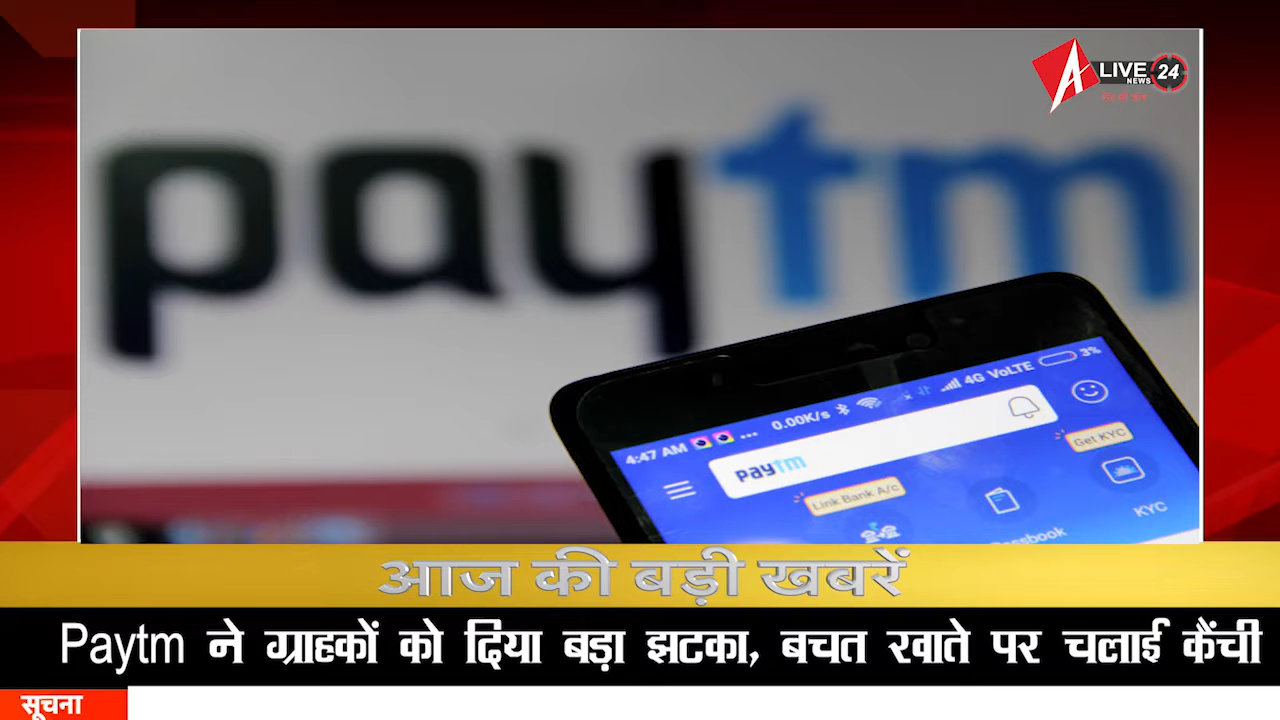 LIVE
NEWS
24
paytm
4:47 AM ... 0.00K/s 4G VoLTE 3%
paytm
Get KYC
Link Bank A/c
KYC
आज की बड़ी खबरें
Paytm ने ग्राहकों को दिया बड़ा झटका, बचत खाते पर चलाई कैंची
सूचना